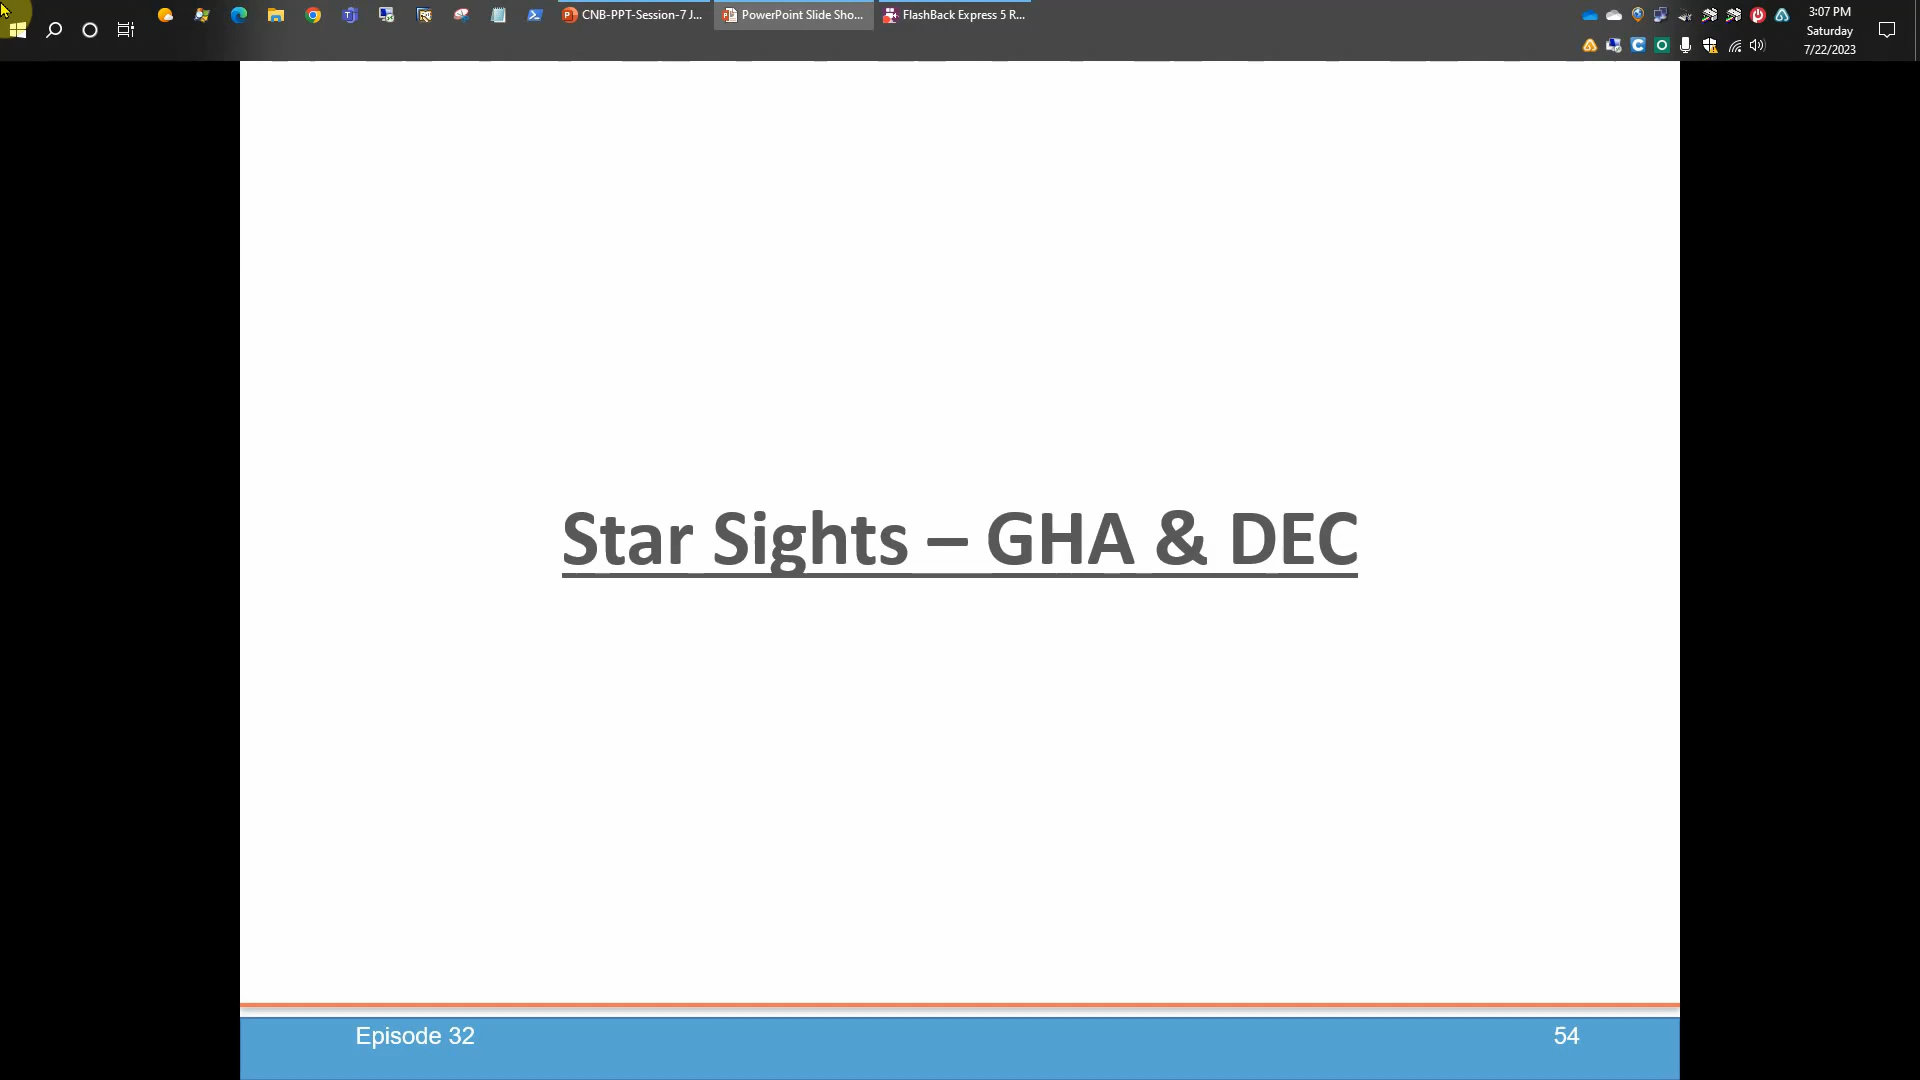 CNB-PPT-Session-7 J...
PowerPoint Slide Sho...
FlashBack Express 5 R...
3:07 PM
Saturday
7/22/2023
Star Sights – GHA & DEC
Episode 32
54